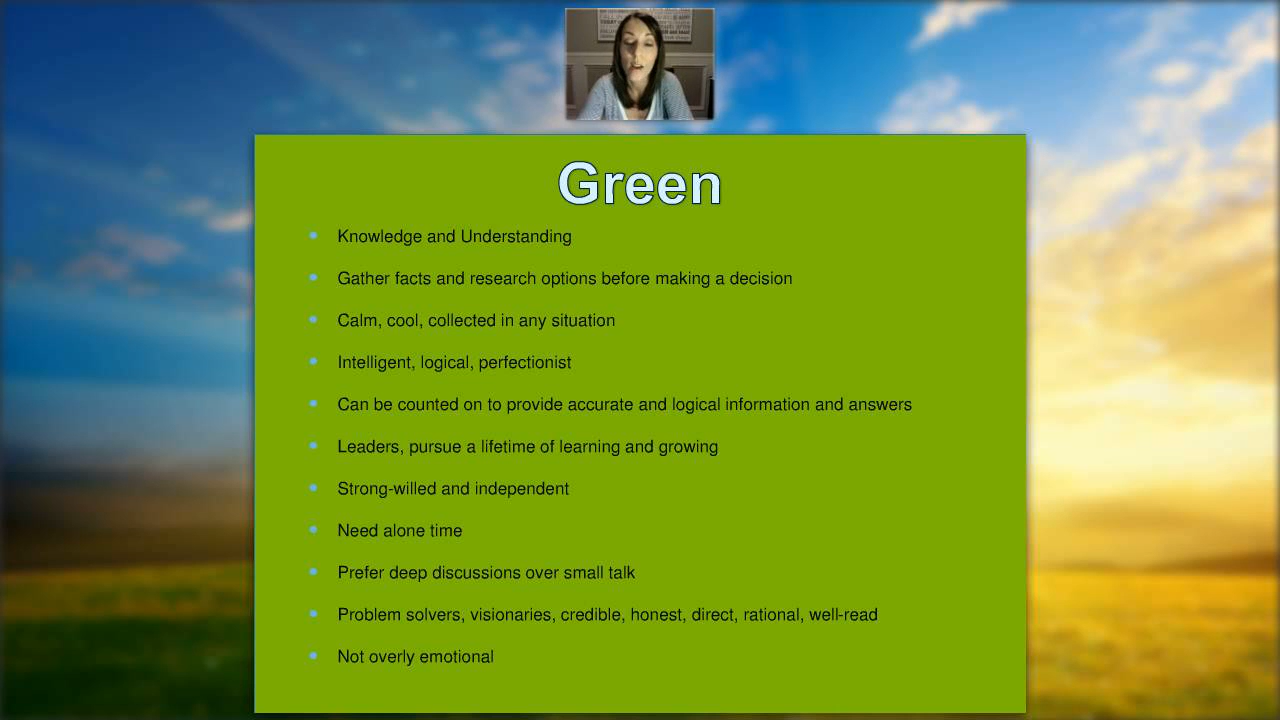 Green
Knowledge and Understanding
Gather facts and research options before making a decision
Calm, cool, collected in any situation
Intelligent, logical, perfectionist
Can be counted on to provide accurate and logical information and answers
Leaders, pursue a lifetime of learning and growing
Strong-willed and independent
Need alone time
Prefer deep discussions over small talk
Problem solvers, visionaries, credible, honest, direct, rational, well-read
Not overly emotional